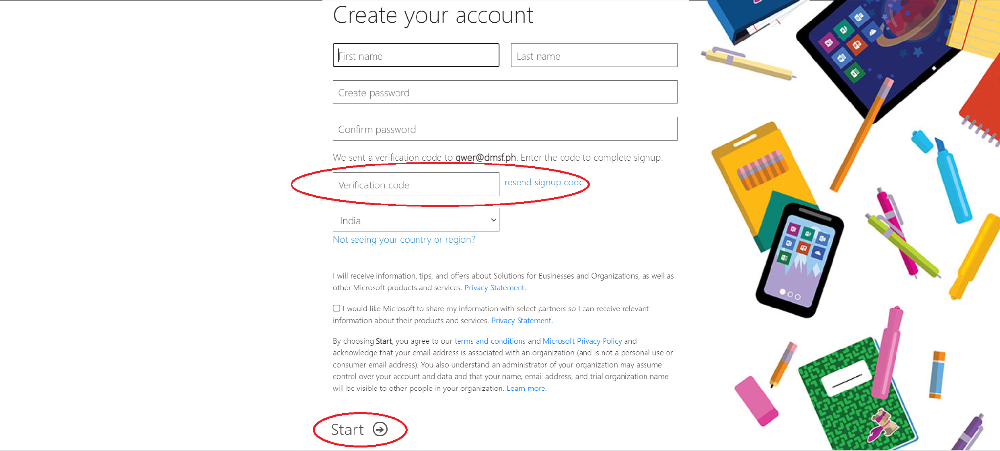 Create your account
First name
Last name
Create password
Confirm password
We sent a verification code to qwer@dmsf.ph. Enter the code to complete signup.
Verification code
resend signup code
India
Not seeing your country or region?
I will receive information, tips, and offers about Solutions for Businesses and Organizations, as well as
other Microsoft products and services. Privacy Statement.
I would like Microsoft to share my information with select partners so I can receive relevant
information about their products and services. Privacy Statement.
By choosing Start, you agree to our terms and conditions and Microsoft Privacy Policy and
acknowledge that your email address is associated with an organization (and is not a personal use or
consumer email address). You also understand an administrator of your organization may assume
control over your account and data and that your name, email address, and trial organization name
will be visible to other people in your organization. Learn more.
Start